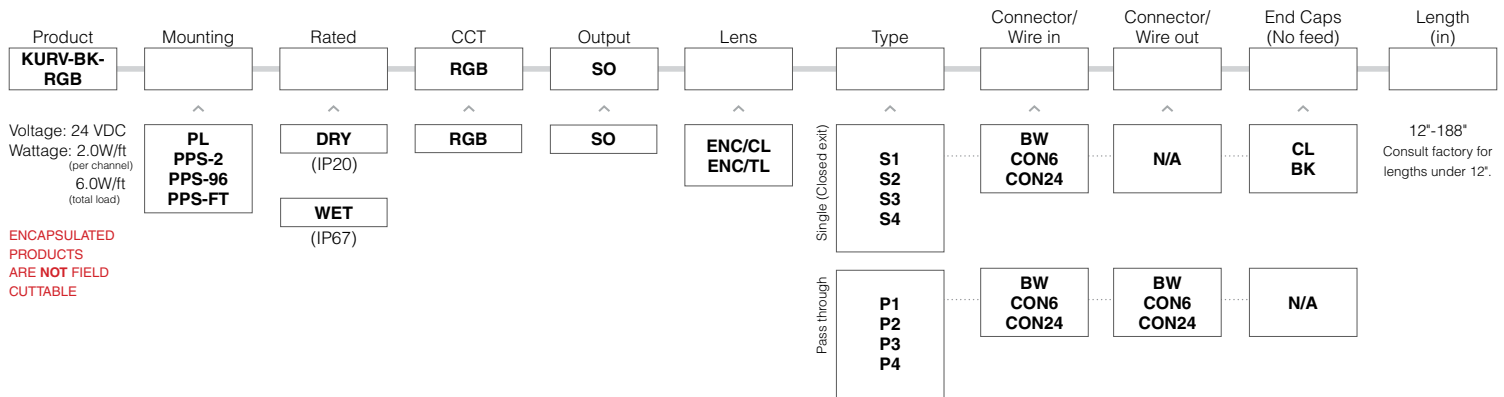 Product
Mounting
Rated
CCT
Output
Lens
Type
Connector/
Wire in
Connector/
Wire out
End Caps
(No feed)
Length
(in)
KURV-BK-
RGB
RGB
SO
Voltage: 24 VDC
Wattage: 2.0W/ft
(per channel)
6.0W/ft
(total load)
ENCAPSULATED
PRODUCTS
ARE NOT FIELD
CUTTABLE
PL
PPS-2
PPS-96
PPS-FT
DRY
(IP20)
WET
(IP67)
RGB
SO
ENC/CL
ENC/TL
Single (Closed exit)
S1
S2
S3
S4
BW
CON6
CON24
N/A
CL
BK
12"-188"
Consult factory for
lengths under 12".
Pass through
P1
P2
P3
P4
BW
CON6
CON24
BW
CON6
CON24
N/A